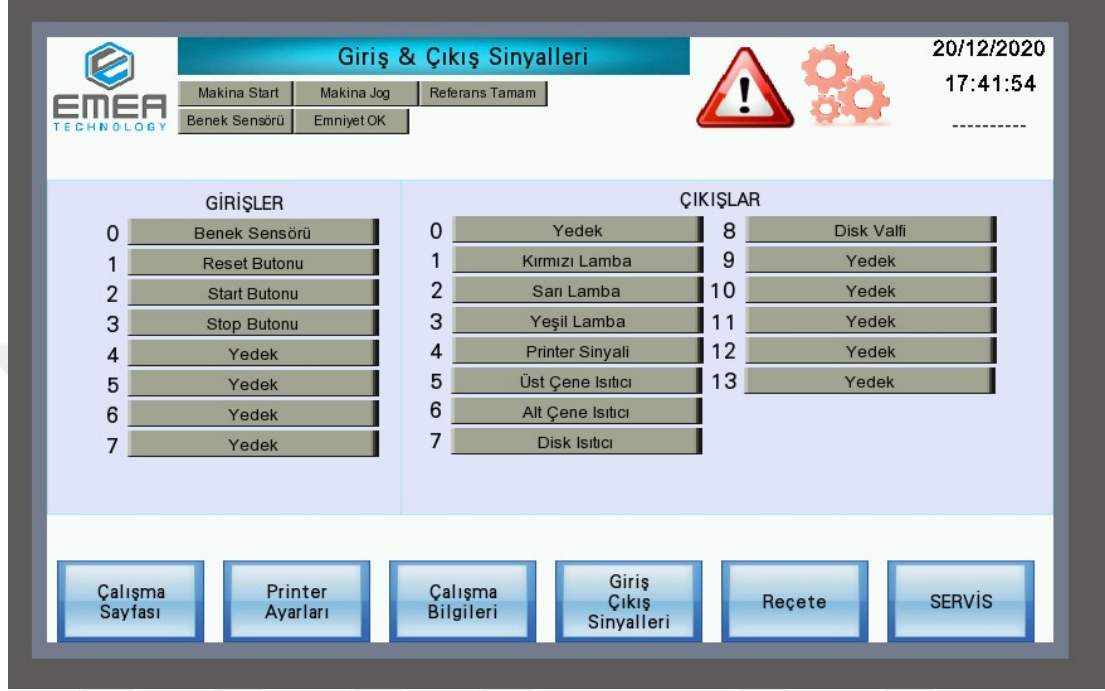 EMEA
TECHNOLOGY
Giriş & Çıkış Sinyalleri
20/12/2020
17:41:54
----------
Makina Start
Makina Jog
Referans Tamam
Benek Sensörü
Emniyet OK
GİRİŞLER
0 Benek Sensörü
1 Reset Butonu
2 Start Butonu
3 Stop Butonu
4 Yedek
5 Yedek
6 Yedek
7 Yedek
ÇIKIŞLAR
0 Yedek
1 Kırmızı Lamba
2 Sarı Lamba
3 Yeşil Lamba
4 Printer Sinyali
5 Üst Çene Isıtıcı
6 Alt Çene Isıtıcı
7 Disk Isıtıcı
8 Disk Valfi
9 Yedek
10 Yedek
11 Yedek
12 Yedek
13 Yedek
Çalışma
Sayfası
Printer
Ayarları
Çalışma
Bilgileri
Giriş
Çıkış
Sinyalleri
Reçete
SERVİS